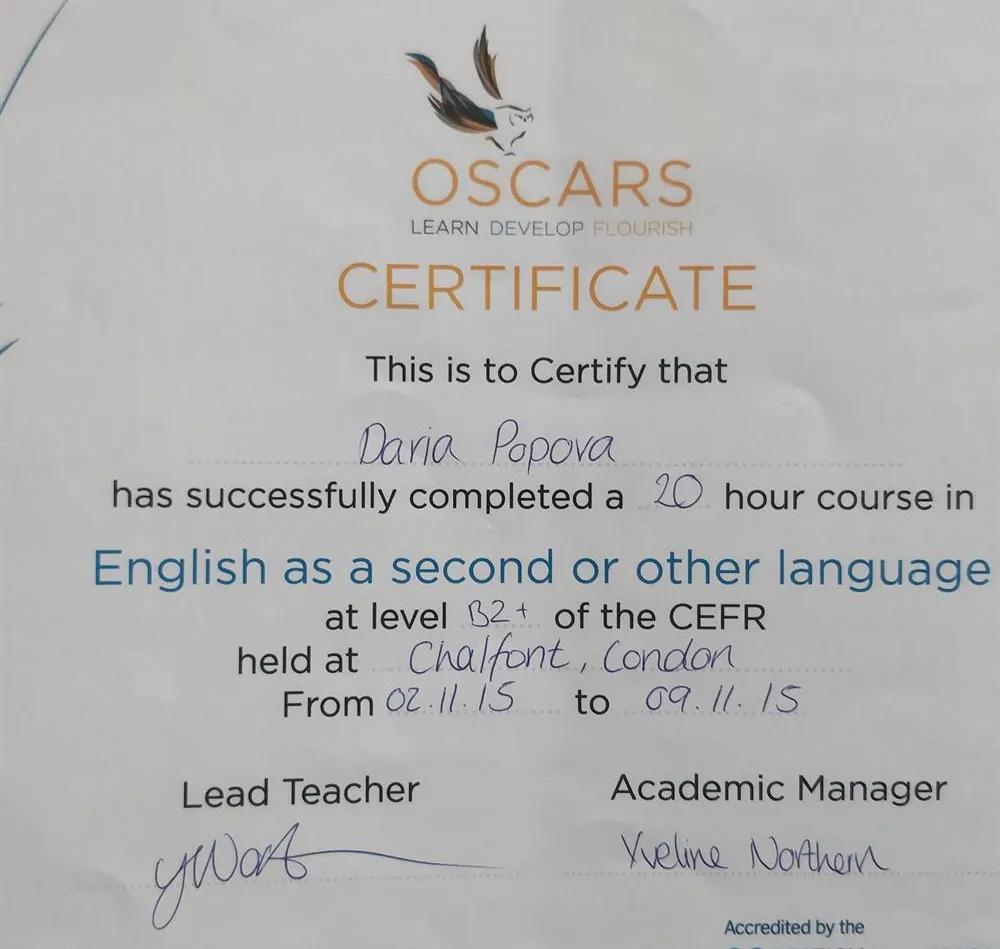 OSCARS
LEARN DEVELOP FLOURISH
CERTIFICATE
This is to Certify that
Daria Popova
has successfully completed a 20 hour course in
English as a second or other language
at level B2+ of the CEFR
held at Chalfont, London
From 02.11.15 to 09.11.15
Lead Teacher Academic Manager
Yveline Northern
Accredited by the